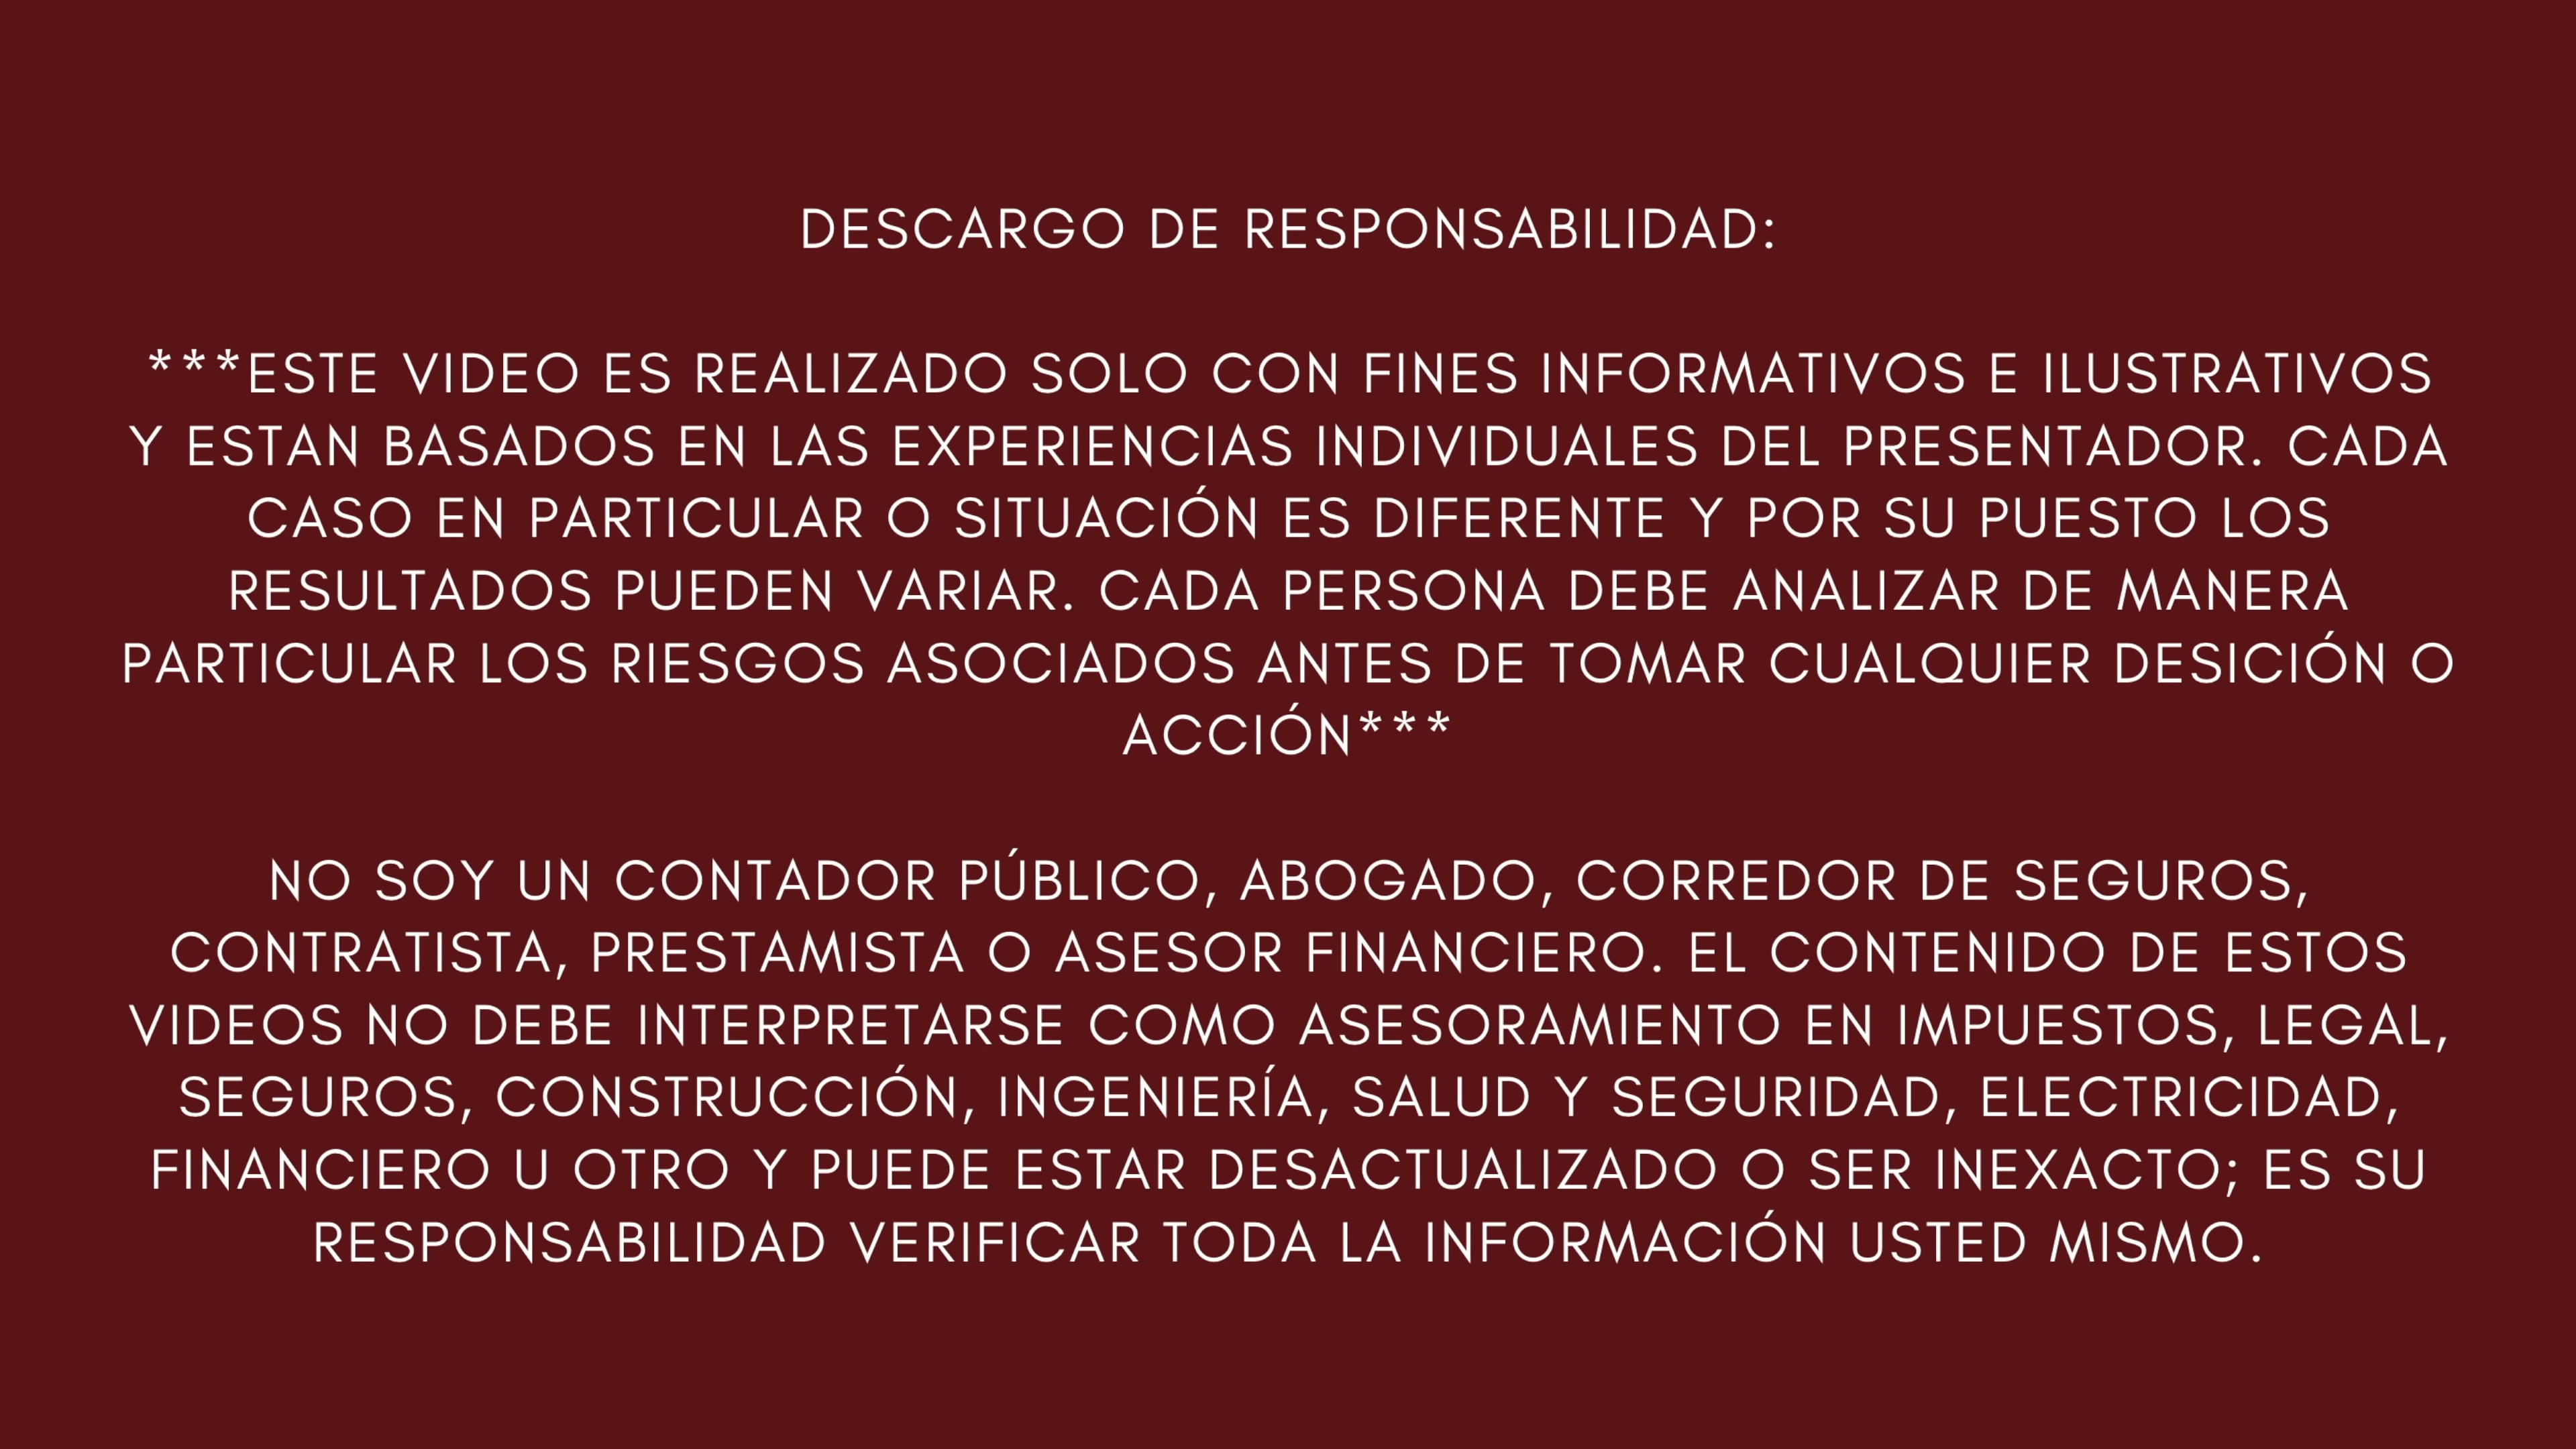 DESCARGO DE RESPONSABILIDAD:
***ESTE VIDEO ES REALIZADO SOLO CON FINES INFORMATIVOS E ILUSTRATIVOS
Y ESTAN BASADOS EN LAS EXPERIENCIAS INDIVIDUALES DEL PRESENTADOR. CADA
CASO EN PARTICULAR O SITUACIÓN ES DIFERENTE Y POR SU PUESTO LOS
RESULTADOS PUEDEN VARIAR. CADA PERSONA DEBE ANALIZAR DE MANERA
PARTICULAR LOS RIESGOS ASOCIADOS ANTES DE TOMAR CUALQUIER DESICIÓN O
ACCIÓN***
NO SOY UN CONTADOR PÚBLICO, ABOGADO, CORREDOR DE SEGUROS,
CONTRATISTA, PRESTAMISTA O ASESOR FINANCIERO. EL CONTENIDO DE ESTOS
VIDEOS NO DEBE INTERPRETARSE COMO ASESORAMIENTO EN IMPUESTOS, LEGAL,
SEGUROS, CONSTRUCCIÓN, INGENIERÍA, SALUD Y SEGURIDAD, ELECTRICIDAD,
FINANCIERO U OTRO Y PUEDE ESTAR DESACTUALIZADO O SER INEXACTO; ES SU
RESPONSABILIDAD VERIFICAR TODA LA INFORMACIÓN USTED MISMO.